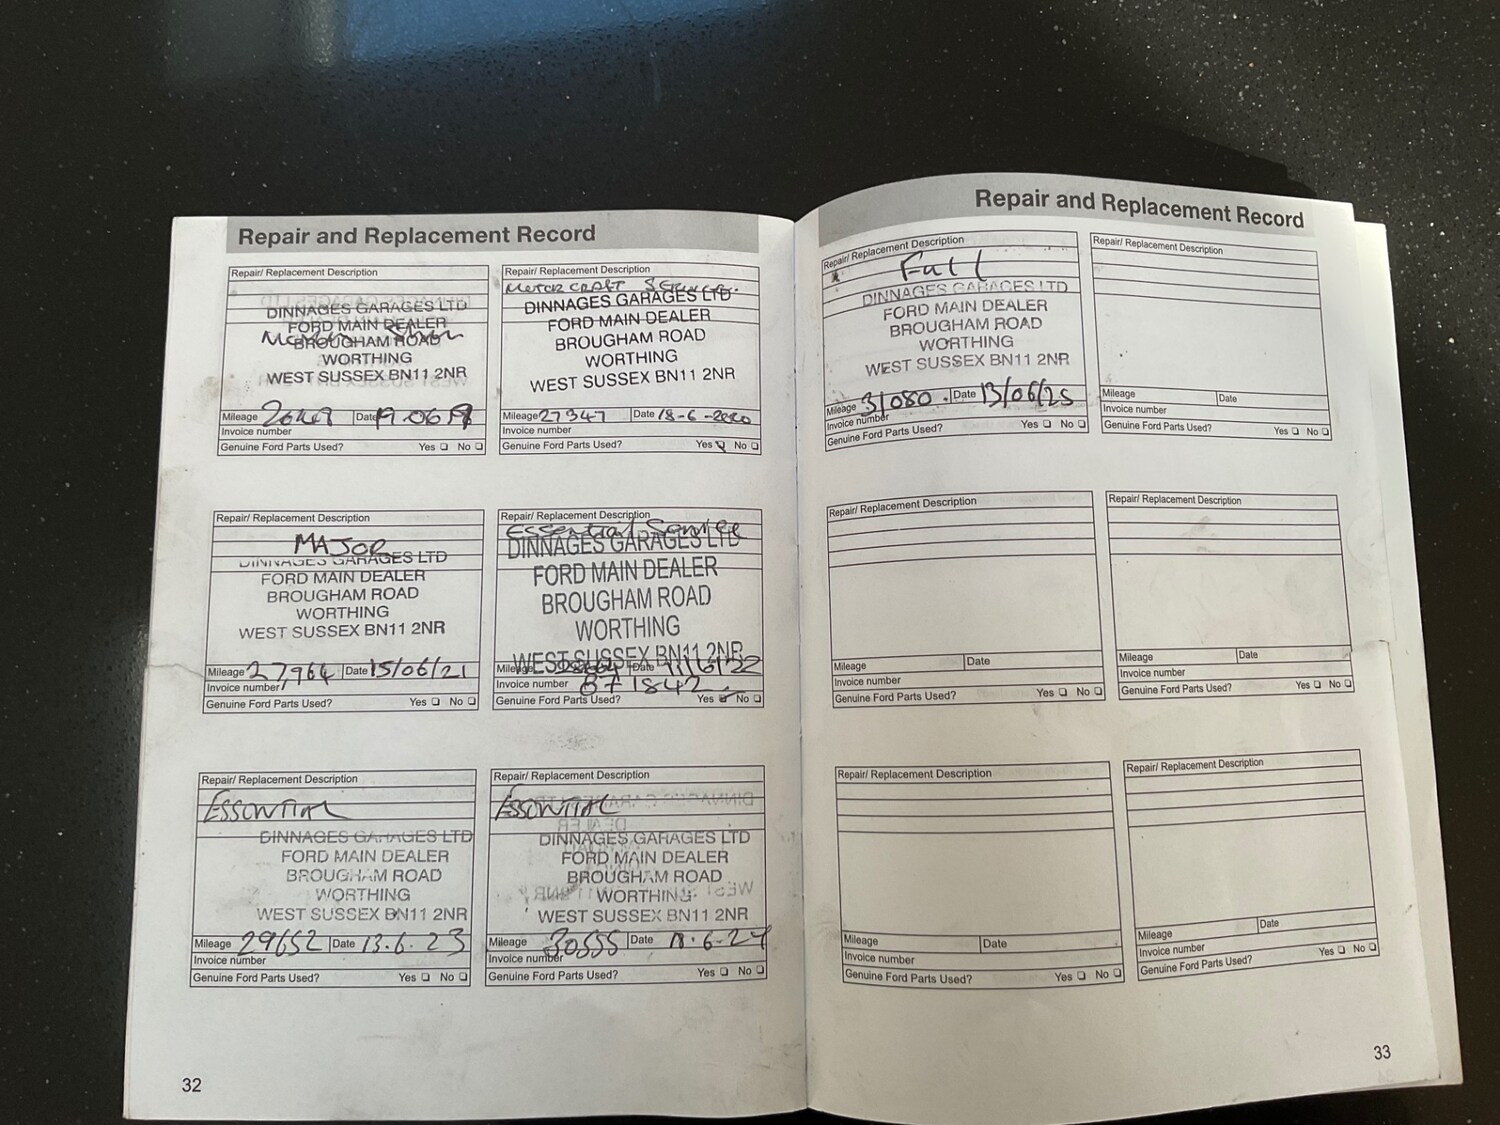 Repair and Replacement Record
Repair/ Replacement Description
DINNAGES GARAGES LTD
FORD MAIN DEALER
BROUGHAM ROAD
WORTHING
WEST SUSSEX BN11 2NR
Mileage Date
Invoice number
Genuine Ford Parts Used? Yes No
Repair/ Replacement Description
MOTORCRAFT SERVICE.
DINNAGES GARAGES LTD
FORD MAIN DEALER
BROUGHAM ROAD
WORTHING
WEST SUSSEX BN11 2NR
Mileage 27347 Date 18-6-2020
Invoice number
Genuine Ford Parts Used? Yes No
Repair/ Replacement Description
MAJOR
DINNAGES GARAGES LTD
FORD MAIN DEALER
BROUGHAM ROAD
WORTHING
WEST SUSSEX BN11 2NR
Mileage 27964 Date 15/06/21
Invoice number
Genuine Ford Parts Used? Yes No
Repair/ Replacement Description
Essential Service
DINNAGES GARAGES LTD
FORD MAIN DEALER
BROUGHAM ROAD
WORTHING
WEST SUSSEX BN11 2NR
Mileage Date
Invoice number 871842
Genuine Ford Parts Used? Yes No
Repair/ Replacement Description
ESSENTIAL
DINNAGES GARAGES LTD
FORD MAIN DEALER
BROUGHAM ROAD
WORTHING
WEST SUSSEX BN11 2NR
Mileage 29652 Date 13.6.23
Invoice number
Genuine Ford Parts Used? Yes No
Repair/ Replacement Description
ESSENTIAL
DINNAGES GARAGES LTD
FORD MAIN DEALER
BROUGHAM ROAD
WORTHING
WEST SUSSEX BN11 2NR
Mileage 30555 Date
Invoice number
Genuine Ford Parts Used? Yes No
32
Repair and Replacement Record
Repair/ Replacement Description
Full
DINNAGES GARAGES LTD
FORD MAIN DEALER
BROUGHAM ROAD
WORTHING
WEST SUSSEX BN11 2NR
Mileage 31080 Date 13/06/25
Invoice number
Genuine Ford Parts Used? Yes No
Repair/ Replacement Description
Mileage Date
Invoice number
Genuine Ford Parts Used? Yes No
Repair/ Replacement Description
Mileage Date
Invoice number
Genuine Ford Parts Used? Yes No
Repair/ Replacement Description
Mileage Date
Invoice number
Genuine Ford Parts Used? Yes No
Repair/ Replacement Description
Mileage Date
Invoice number
Genuine Ford Parts Used? Yes No
Repair/ Replacement Description
Mileage Date
Invoice number
Genuine Ford Parts Used? Yes No
33